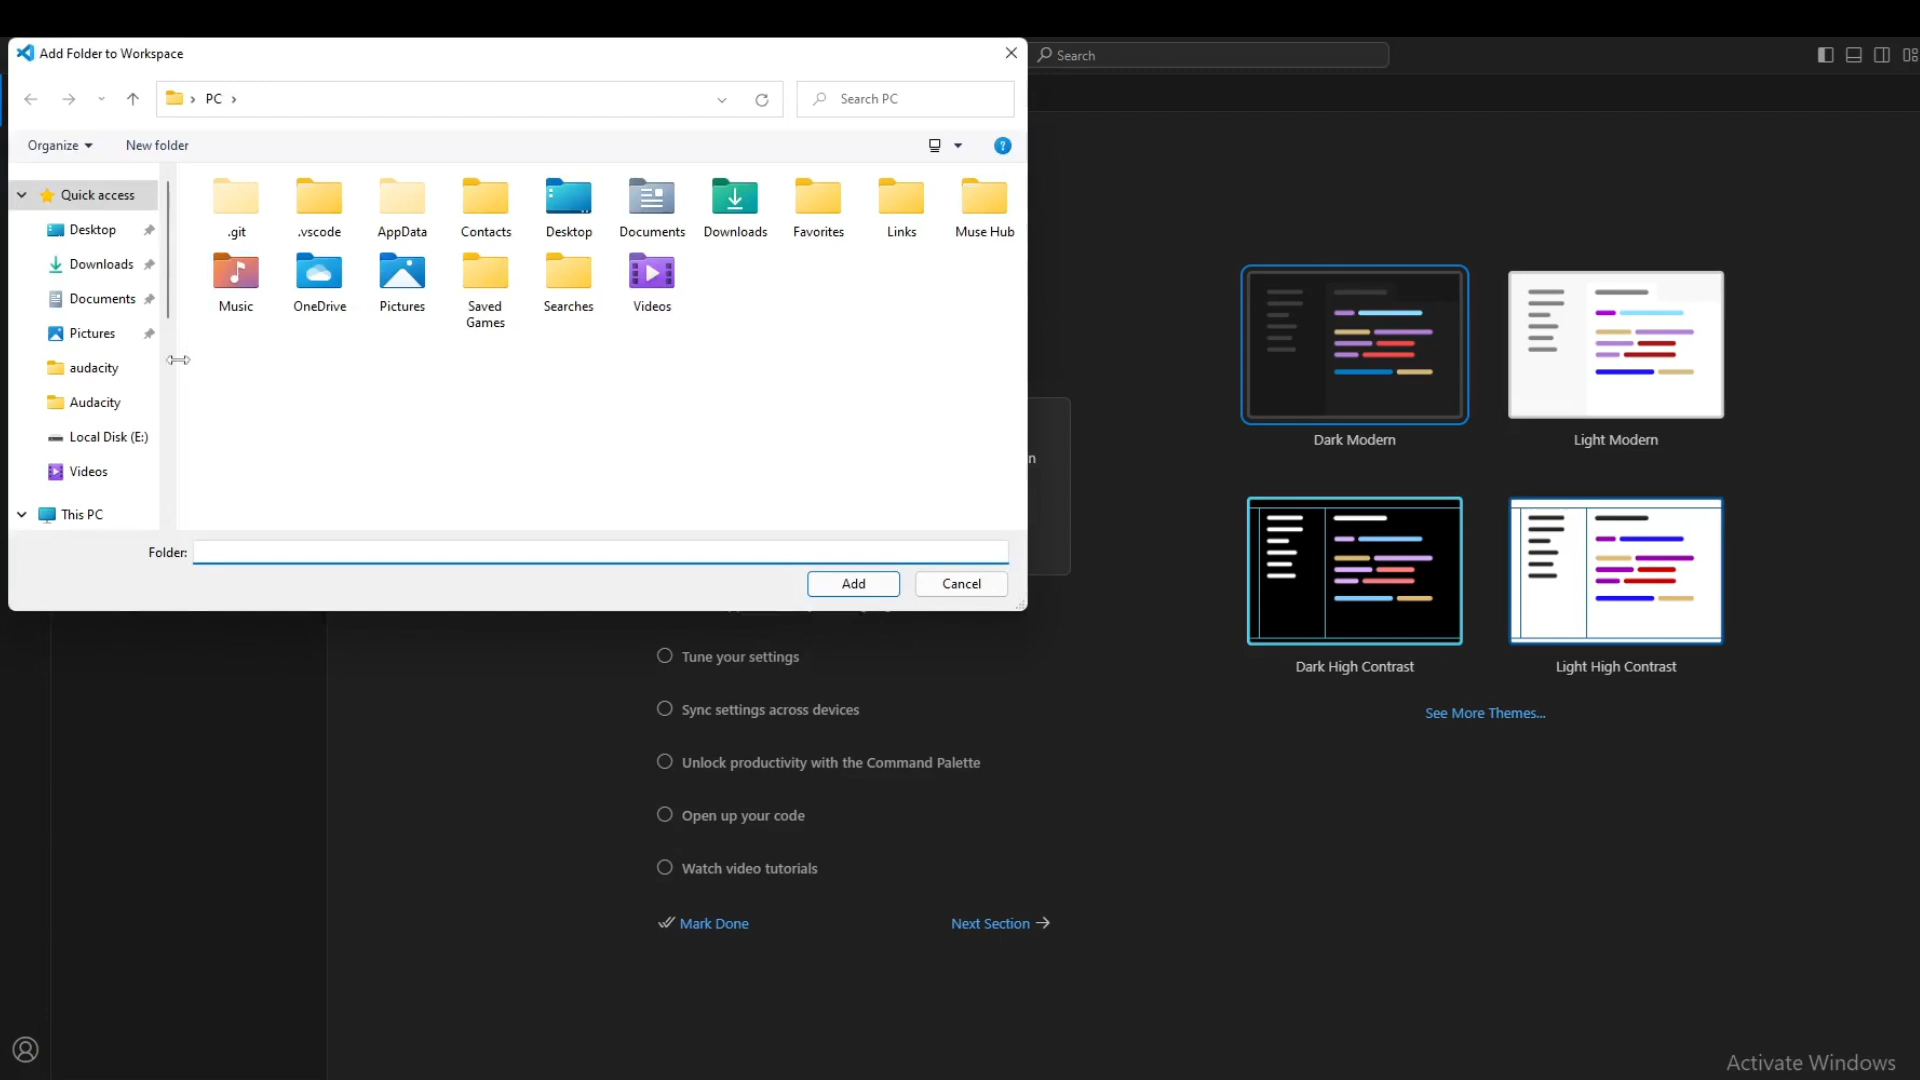 Add Folder to Workspace
Search
PC
Search PC
Organize
New folder
Quick access
Desktop
Downloads
Documents
Pictures
audacity
Audacity
Local Disk (E:)
Videos
This PC
.git
.vscode
AppData
Contacts
Desktop
Documents
Downloads
Favorites
Links
Muse Hub
Music
OneDrive
Pictures
Saved
Games
Searches
Videos
Folder:
Add
Cancel
n
Tune your settings
Sync settings across devices
Unlock productivity with the Command Palette
Open up your code
Watch video tutorials
Mark Done
Next Section
Dark Modern
Light Modern
Dark High Contrast
Light High Contrast
See More Themes...
Activate Windows